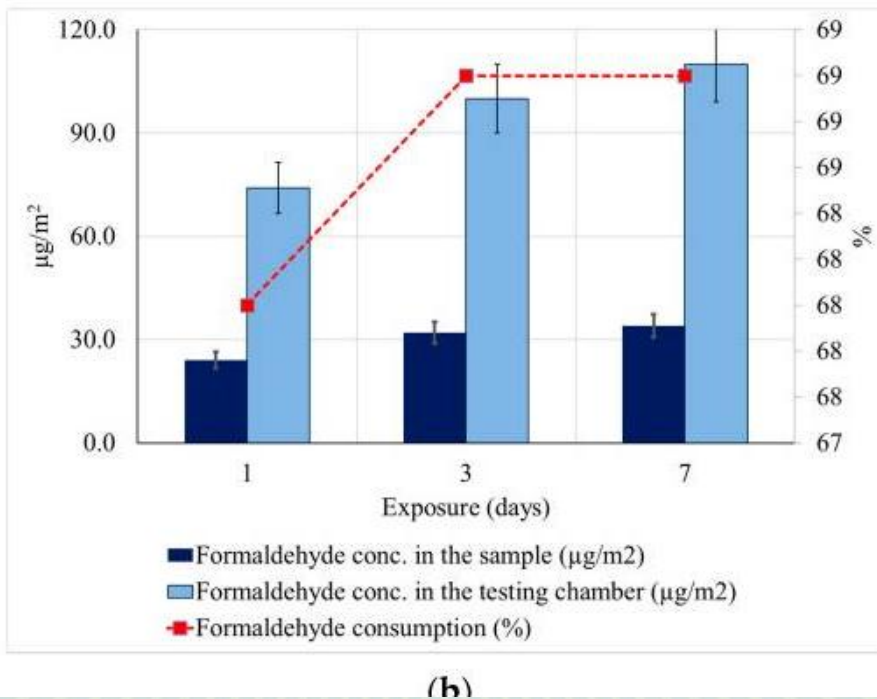 120.0
90.0
60.0
30.0
0.0
µg/m²
69
69
69
69
68
68
68
68
68
67
%
1 3 7
Exposure (days)
Formaldehyde conc. in the sample (µg/m2)
Formaldehyde conc. in the testing chamber (µg/m2)
Formaldehyde consumption (%)
(b)